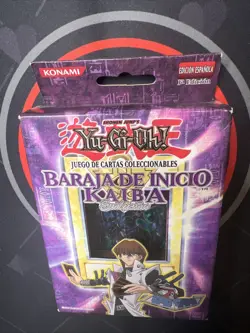 KONAMI
EDICIÓN ESPAÑOLA
1ª Edición
Yu-Gi-Oh!
JUEGO DE CARTAS COLECCIONABLES
BARAJA DE INICIO
KAIBA